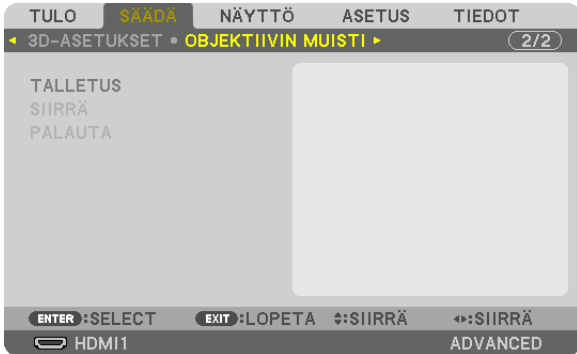 TULO SÄÄDÄ NÄYTTÖ ASETUS TIEDOT
3D-ASETUKSET • OBJEKTIIVIN MUISTI 2/2
TALLETUS
SIIRRÄ
PALAUTA
ENTER :SELECT EXIT :LOPETA :SIIRRÄ :SIIRRÄ
HDMI1 ADVANCED